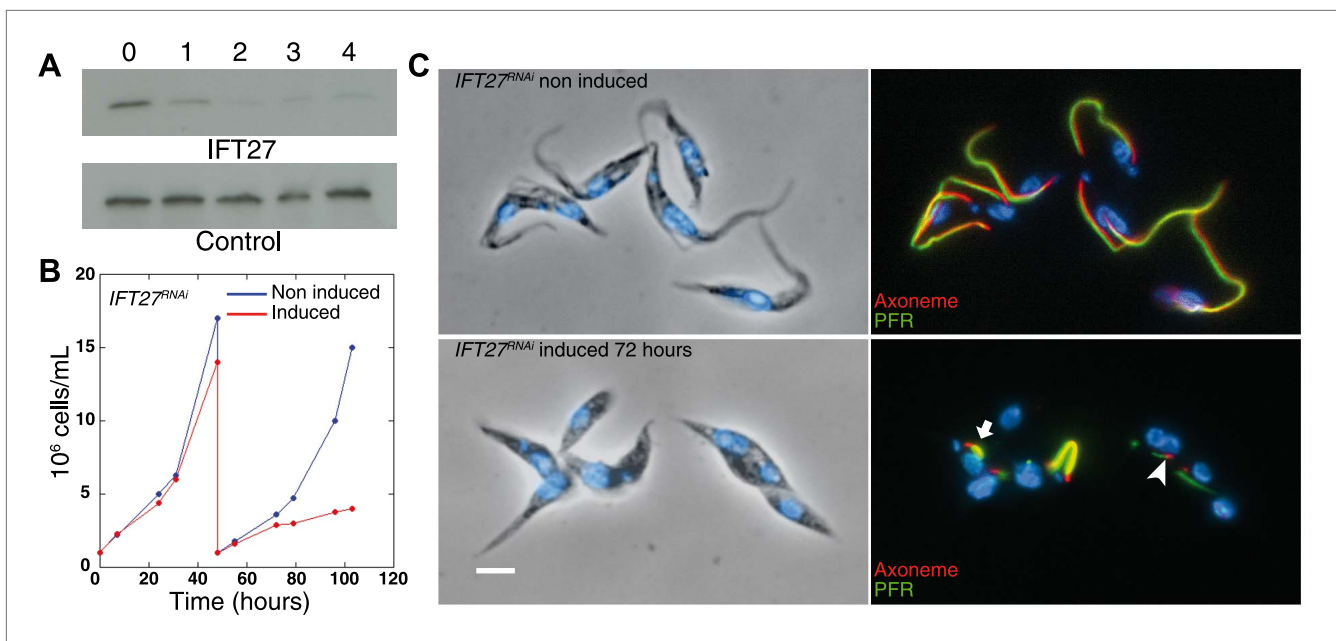 A
0 1 2 3 4
IFT27
Control
B
IFT27RNAi
Non induced
Induced
20
15
10
5
0
10⁶ cells/mL
0 20 40 60 80 100 120
Time (hours)
C
IFT27RNAi non induced
Axoneme
PFR
IFT27RNAi induced 72 hours
Axoneme
PFR